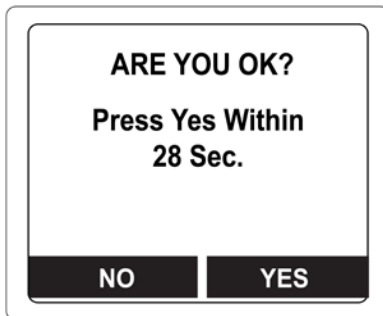 ARE YOU OK?
Press Yes Within
28 Sec.
NO YES